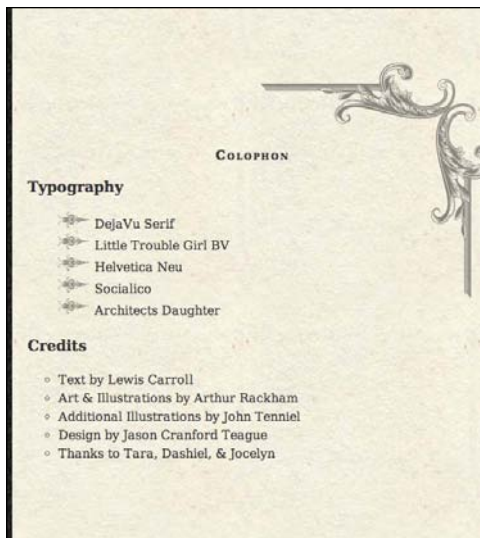 COLOPHON
Typography
DejaVu Serif
Little Trouble Girl BV
Helvetica Neu
Socialico
Architects Daughter
Credits
Text by Lewis Carroll
Art & Illustrations by Arthur Rackham
Additional Illustrations by John Tenniel
Design by Jason Cranford Teague
Thanks to Tara, Dashiel, & Jocelyn